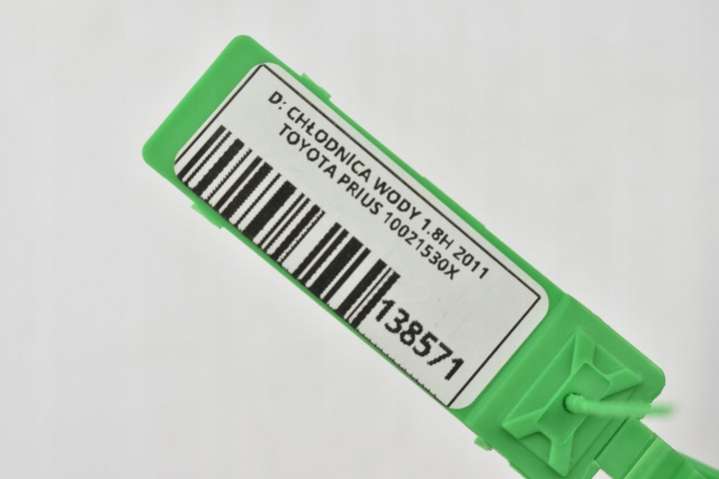 D: CHŁODNICA WODY 1.8H 2011
TOYOTA PRIUS 10021530X
138571